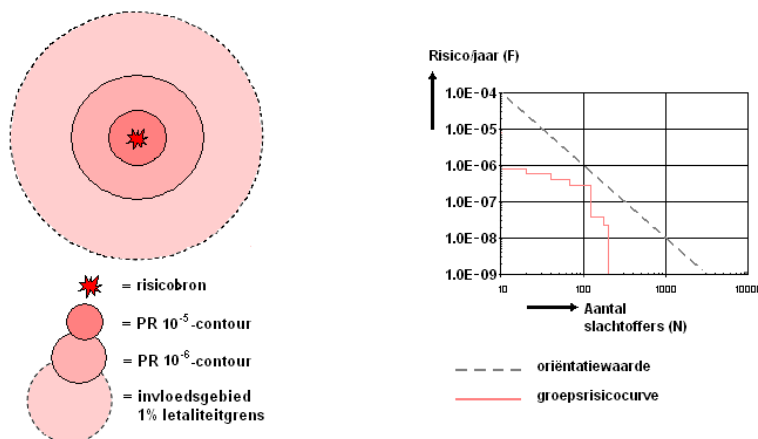 = risicobron
= PR 10⁻⁵-contour
= PR 10⁻⁶-contour
= invloedsgebied
1% letaliteitgrens
Risico/jaar (F)
1.0E-04
1.0E-05
1.0E-06
1.0E-07
1.0E-08
1.0E-09
10 100 1000 10000
Aantal
slachtoffers (N)
oriëntatiewaarde
groepsrisicocurve